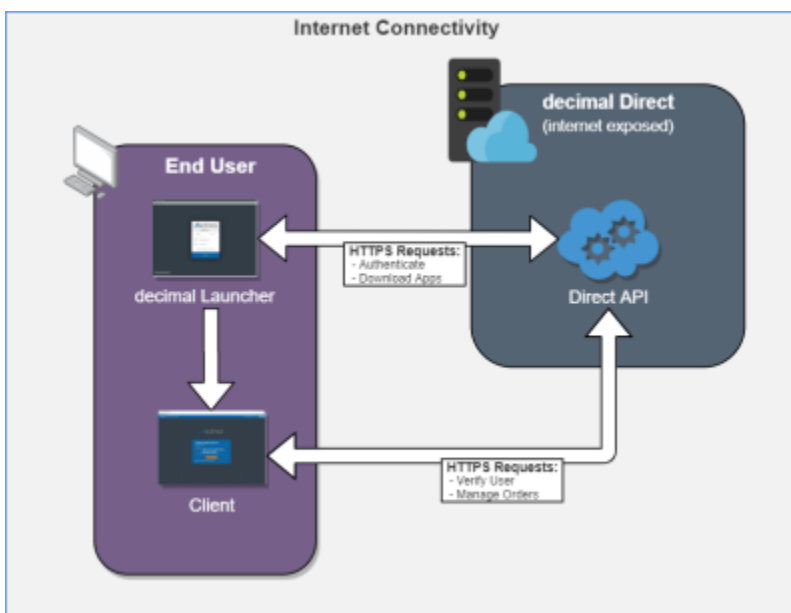 Internet Connectivity
decimal Direct
(internet exposed)
End User
HTTPS Requests:
- Authenticate
- Download Apps
decimal Launcher
Direct API
HTTPS Requests:
- Verify User
- Manage Orders
Client